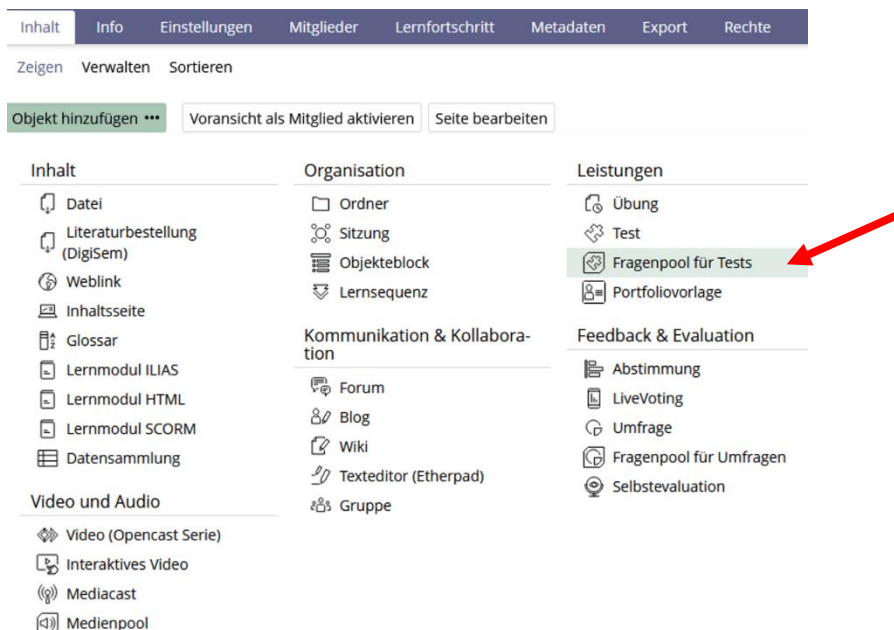 Inhalt Info Einstellungen Mitglieder Lernfortschritt Metadaten Export Rechte
Zeigen Verwalten Sortieren
Objekt hinzufügen ••• Voransicht als Mitglied aktivieren Seite bearbeiten
Inhalt
Datei
Literaturbestellung
(DigiSem)
Weblink
Inhaltsseite
Glossar
Lernmodul ILIAS
Lernmodul HTML
Lernmodul SCORM
Datensammlung
Video und Audio
Video (Opencast Serie)
Interaktives Video
Mediacast
Medienpool
Organisation
Ordner
Sitzung
Objekteblock
Lernsequenz
Kommunikation & Kollabora-
tion
Forum
Blog
Wiki
Texteditor (Etherpad)
Gruppe
Leistungen
Übung
Test
Fragenpool für Tests
Portfoliovorlage
Feedback & Evaluation
Abstimmung
LiveVoting
Umfrage
Fragenpool für Umfragen
Selbstevaluation